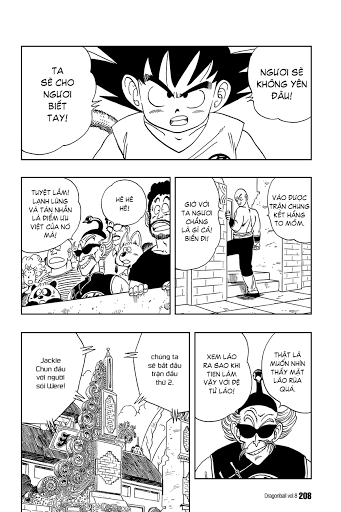 TA
SẼ CHO
NGƯƠI
BIẾT
TAY!
NGƯƠI SẼ
KHÔNG YÊN
ĐÂU!
TUYỆT LẮM!
LẠNH LÙNG
VÀ TÀN NHẪN
LÀ ĐIỂM ƯU
VIỆT CỦA NÓ
MÀ!
HÊ HÊ
HÊ!
GIỜ VỚI
TA NGƯƠI
CHẲNG
LÀ GÌ CẢ!
BIẾN ĐI!
VÀO ĐƯỢC
TRẬN CHUNG
KẾT HẲNG
TO MỒM.
Jackie
Chun đấu
với người
sói Were!
chúng ta
sẽ bắt đầu
trận đấu
thứ 2.
XEM LÃO
RA SAO KHI
TIEN LÀM
VẬY VỚI ĐỆ
TỬ LÃO!
THẬT LÀ
MUỐN NHÌN
THẤY MẶT
LÃO RÙA
QUÁ.
Dragonball vol.8 208